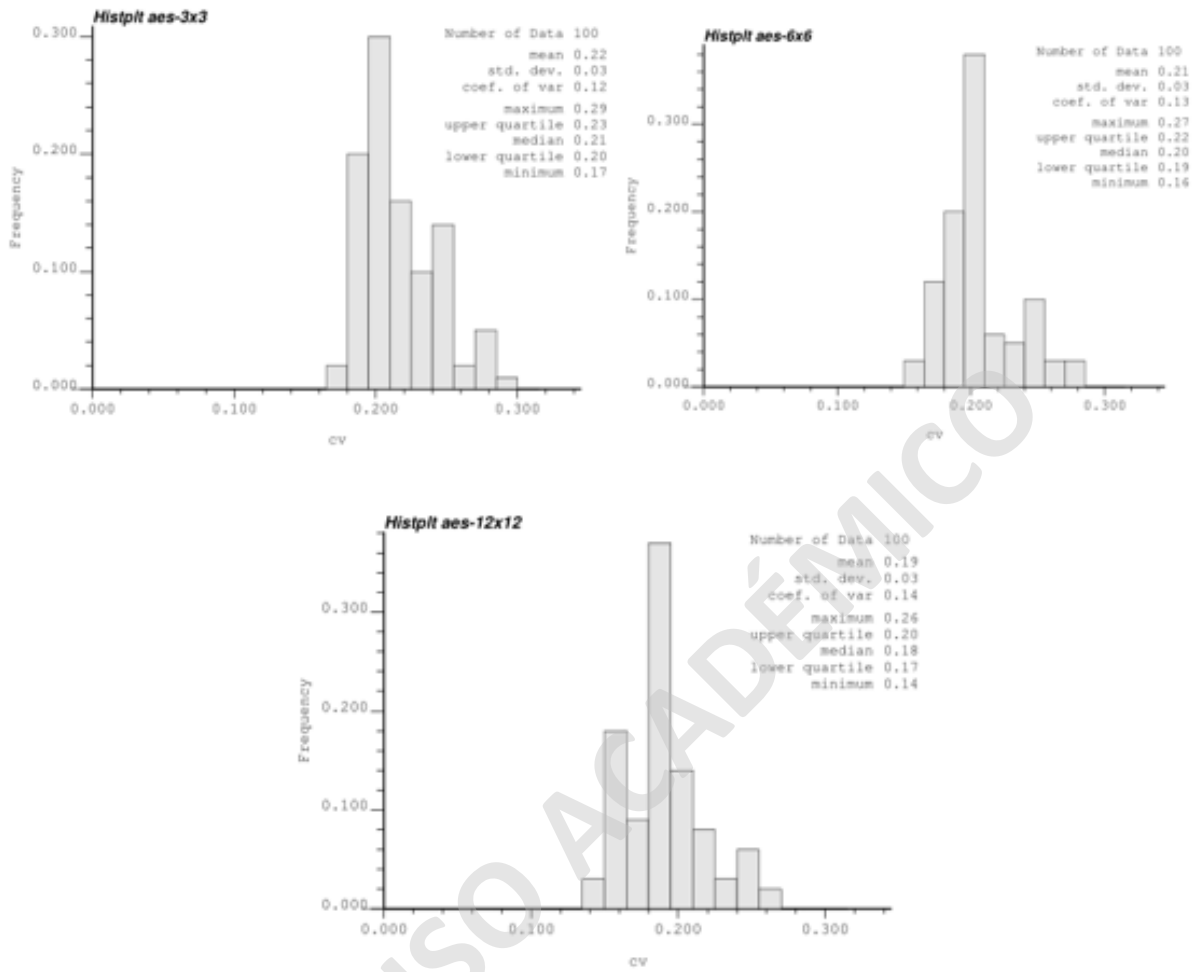 Histplt aes-3x3
Number of Data 100
mean 0.22
std. dev. 0.03
coef. of var 0.12
maximum 0.29
upper quartile 0.23
median 0.21
lower quartile 0.20
minimum 0.17
Frequency
0.300
0.200
0.100
0.000
0.000 0.100 0.200 0.300
cv
Histplt aes-6x6
Number of Data 100
mean 0.21
std. dev. 0.03
coef. of var 0.13
maximum 0.27
upper quartile 0.22
median 0.20
lower quartile 0.19
minimum 0.16
Frequency
0.300
0.200
0.100
0.000
0.000 0.100 0.200 0.300
cv
Histplt aes-12x12
Number of Data 100
mean 0.19
std. dev. 0.03
coef. of var 0.14
maximum 0.26
upper quartile 0.20
median 0.18
lower quartile 0.17
minimum 0.14
Frequency
0.300
0.200
0.100
0.000
0.000 0.100 0.200 0.300
cv
SO ACADÉMICO